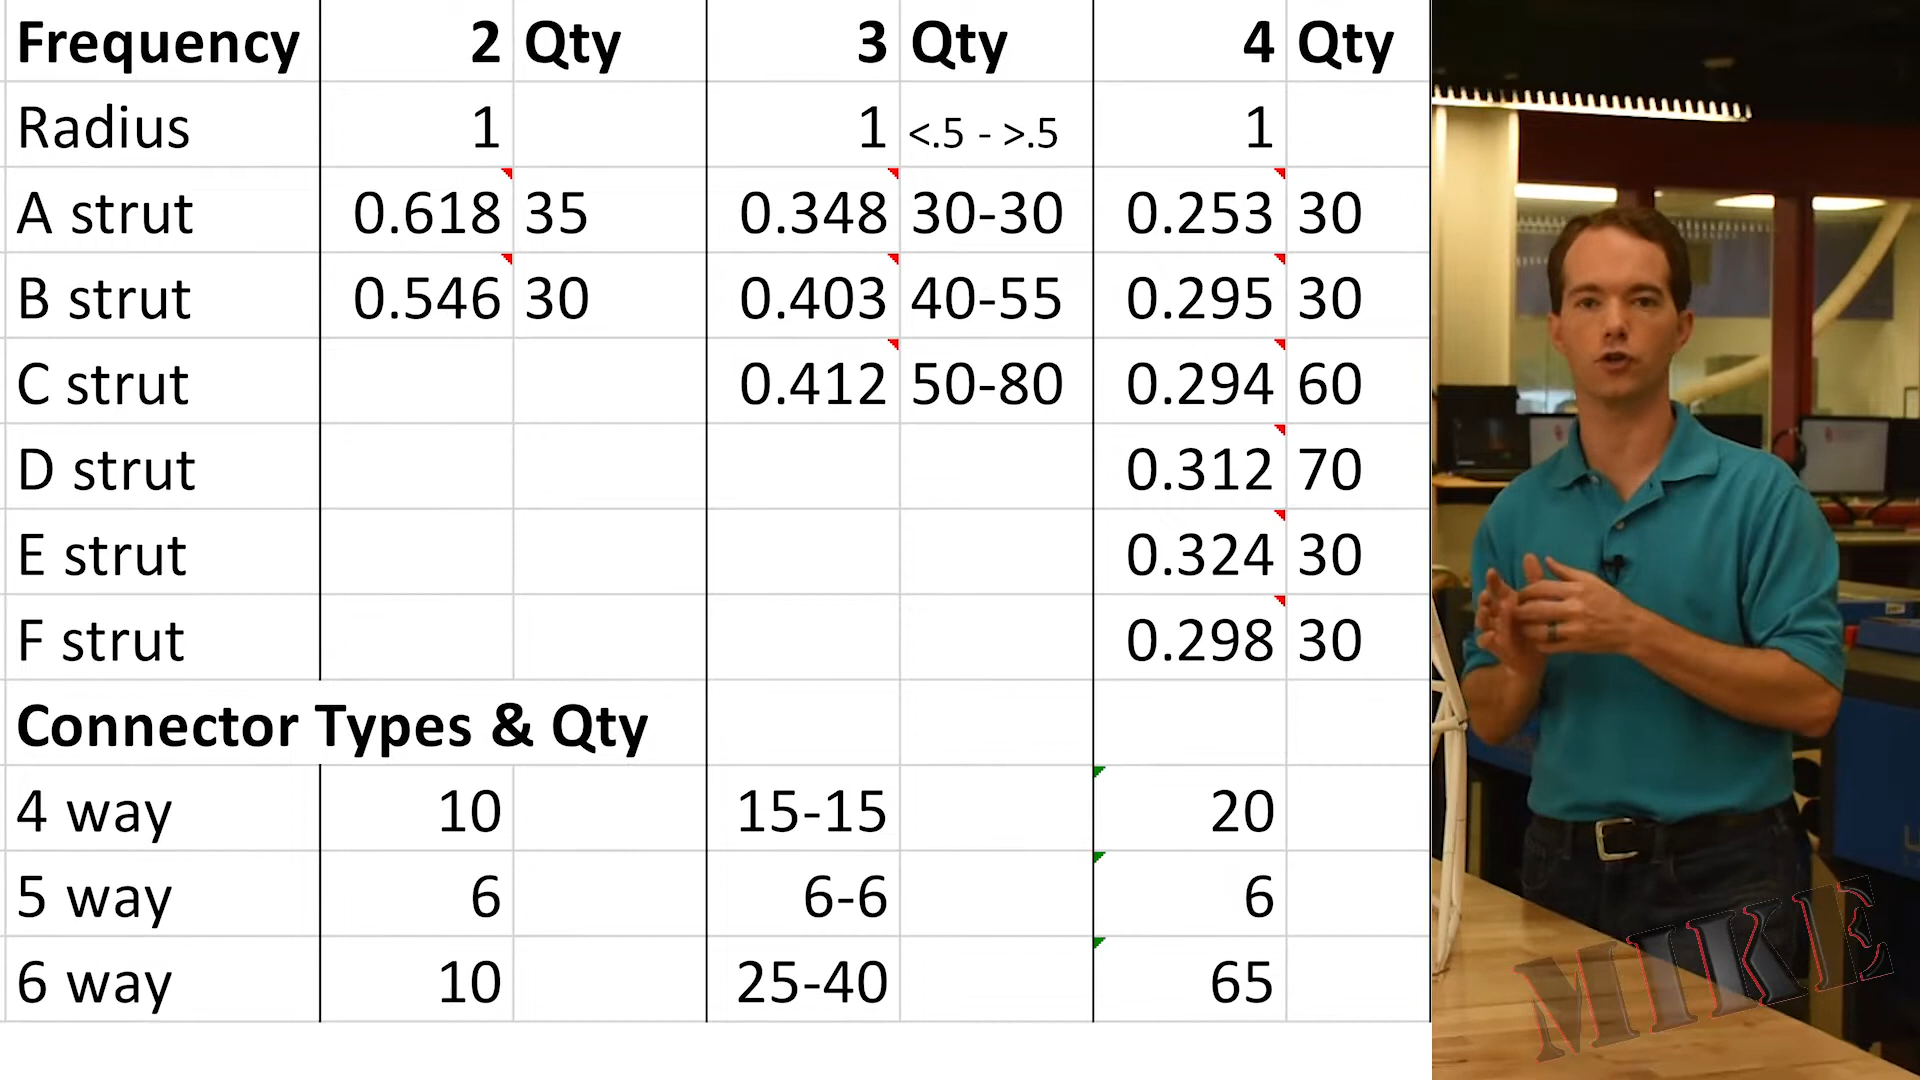 Frequency 2 Qty 3 Qty 4 Qty
Radius 1 1 <.5 - >.5 1
A strut 0.618 35 0.348 30-30 0.253 30
B strut 0.546 30 0.403 40-55 0.295 30
C strut 0.412 50-80 0.294 60
D strut 0.312 70
E strut 0.324 30
F strut 0.298 30
Connector Types & Qty
4 way 10 15-15 20
5 way 6 6-6 6
6 way 10 25-40 65
MIKE